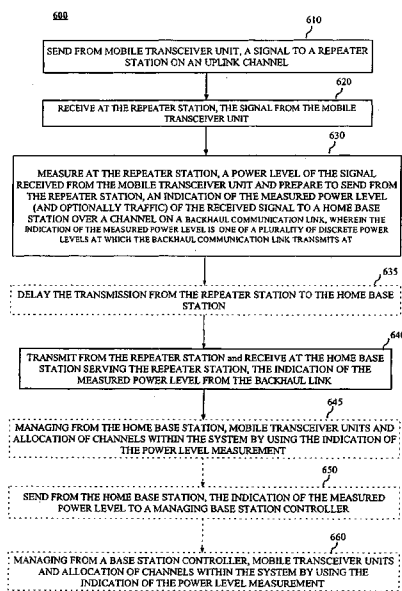 600
610
SEND FROM MOBILE TRANSCEIVER UNIT, A SIGNAL TO A REPEATER
STATION ON AN UPLINK CHANNEL
620
RECEIVE AT THE REPEATER STATION, THE SIGNAL FROM THE MOBILE
TRANSCEIVER UNIT
630
MEASURE AT THE REPEATER STATION, A POWER LEVEL OF THE SIGNAL
RECEIVED FROM THE MOBILE TRANSCEIVER UNIT AND PREPARE TO SEND FROM
THE REPEATER STATION, AN INDICATION OF THE MEASURED POWER LEVEL
(AND OPTIONALLY TRAFFIC) OF THE RECEIVED SIGNAL TO A HOME BASE
STATION OVER A CHANNEL ON A BACKHAUL COMMUNICATION LINK, WHEREIN THE
INDICATION OF THE MEASURED POWER LEVEL IS ONE OF A PLURALITY OF DISCRETE POWER
LEVELS AT WHICH THE BACKHAUL COMMUNICATION LINK TRANSMITS AT
635
DELAY THE TRANSMISSION FROM THE REPEATER STATION TO THE HOME BASE
STATION
640
TRANSMIT FROM THE REPEATER STATION and RECEIVE AT THE HOME BASE
STATION SERVING THE REPEATER STATION, THE INDICATION OF THE
MEASURED POWER LEVEL FROM THE BACKHAUL LINK
645
MANAGING FROM THE HOME BASE STATION, MOBILE TRANSCEIVER UNITS AND
ALLOCATION OF CHANNELS WITHIN THE SYSTEM BY USING THE INDICATION OF
THE POWER LEVEL MEASUREMENT
650
SEND FROM THE HOME BASE STATION, THE INDICATION OF THE MEASURED
POWER LEVEL TO A MANAGING BASE STATION CONTROLLER
660
MANAGING FROM A BASE STATION CONTROLLER, MOBILE TRANSCEIVER UNITS
AND ALLOCATION OF CHANNELS WITHIN THE SYSTEM BY USING THE
INDICATION OF THE POWER LEVEL MEASUREMENT